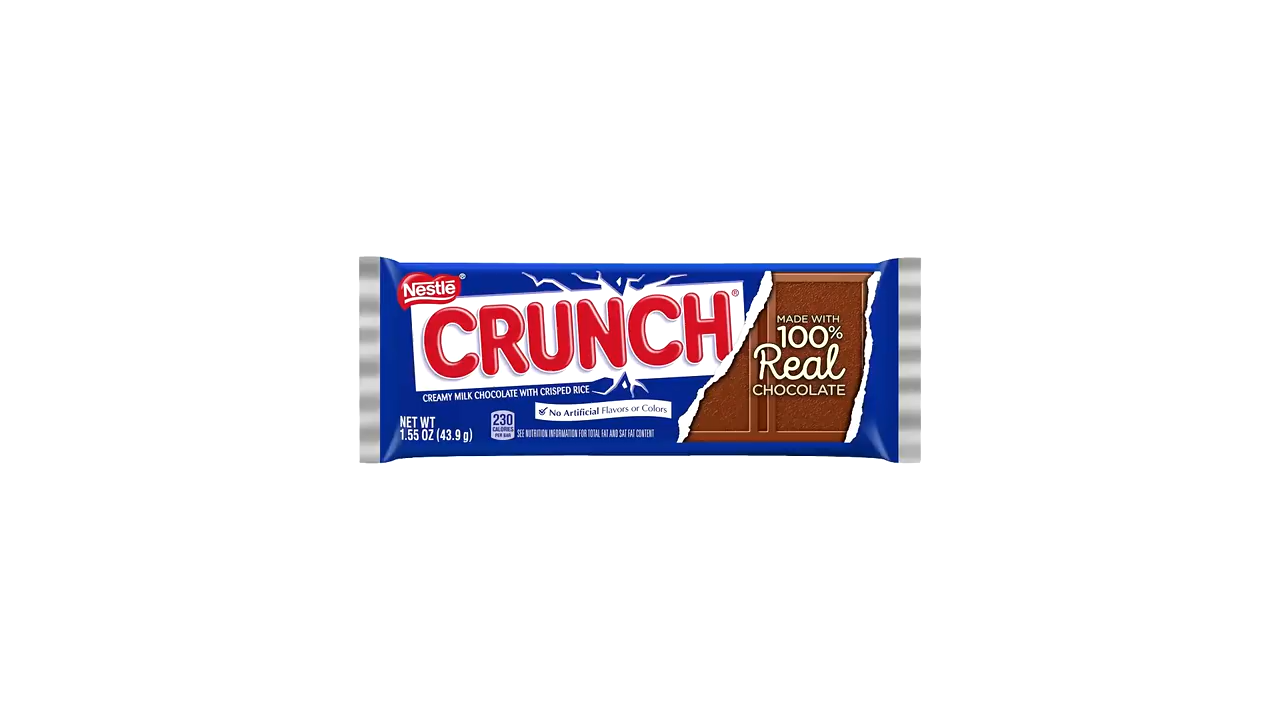 Nestlé®
CRUNCH®
CREAMY MILK CHOCOLATE WITH CRISPED RICE
No Artificial Flavors or Colors
NET WT
1.55 OZ (43.9 g)
230
CALORIES
PER BAR
SEE NUTRITION INFORMATION FOR TOTAL FAT AND SAT FAT CONTENT
MADE WITH
100%
Real
CHOCOLATE